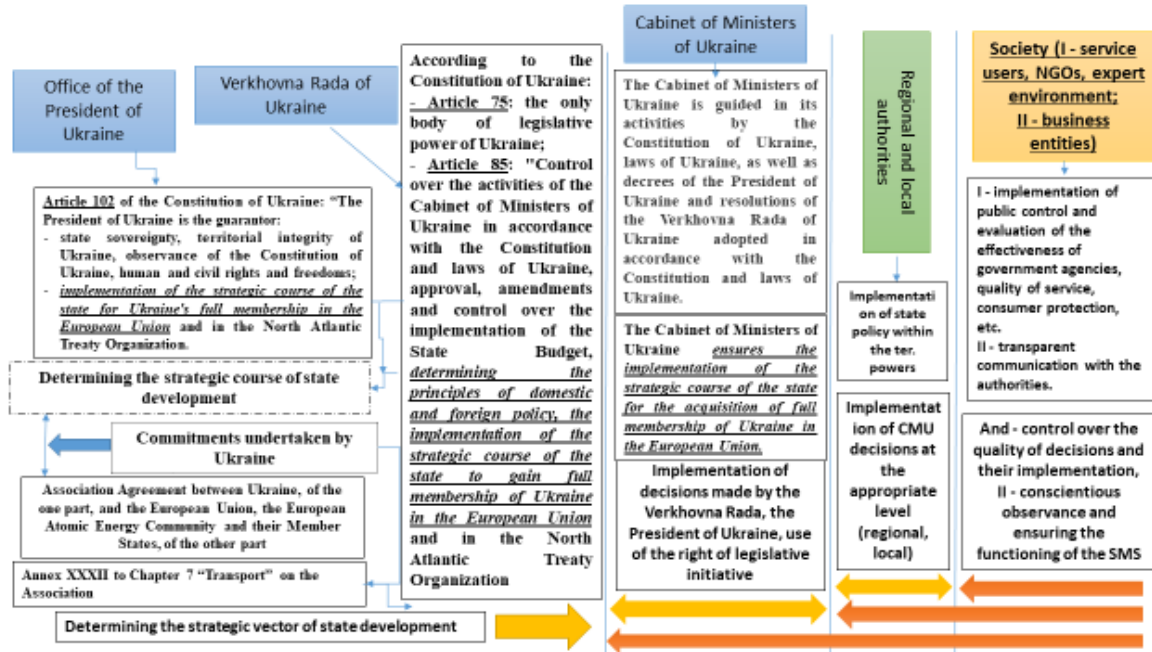 Office of the
President of
Ukraine
Article 102 of the Constitution of Ukraine: “The
President of Ukraine is the guarantor:
- state sovereignty, territorial integrity of
Ukraine, observance of the Constitution of
Ukraine, human and civil rights and freedoms;
- implementation of the strategic course of the
state for Ukraine's full membership in the
European Union and in the North Atlantic
Treaty Organization.
Determining the strategic course of state
development
Commitments undertaken by
Ukraine
Association Agreement between Ukraine, of the
one part, and the European Union, the European
Atomic Energy Community and their Member
States, of the other part
Annex XXXII to Chapter 7 “Transport” on the
Association
Determining the strategic vector of state development
Verkhovna Rada of
Ukraine
According to the
Constitution of Ukraine:
- Article 75: the only
body of legislative
power of Ukraine;
- Article 85: "Control
over the activities of the
Cabinet of Ministers of
Ukraine in accordance
with the Constitution
and laws of Ukraine,
approval, amendments
and control over the
implementation of the
State Budget,
determining the
principles of domestic
and foreign policy, the
implementation of the
strategic course of the
state to gain full
membership of Ukraine
in the European Union
and in the North
Atlantic Treaty
Organization
Cabinet of Ministers
of Ukraine
The Cabinet of Ministers of
Ukraine is guided in its
activities by the
Constitution of Ukraine,
laws of Ukraine, as well as
decrees of the President of
Ukraine and resolutions of
the Verkhovna Rada of
Ukraine adopted in
accordance with the
Constitution and laws of
Ukraine.
The Cabinet of Ministers of
Ukraine ensures the
implementation of the
strategic course of the state
for the acquisition of full
membership of Ukraine in
the European Union.
Implementation of
decisions made by the
Verkhovna Rada, the
President of Ukraine, use
of the right of legislative
initiative
Regional and local
authorities
Implementati
on of state
policy within
the ter.
powers
Implementat
ion of CMU
decisions at
the
appropriate
level
(regional,
local)
Society (I - service
users, NGOs, expert
environment;
II - business
entities)
I - implementation of
public control and
evaluation of the
effectiveness of
government agencies,
quality of service,
consumer protection,
etc.
II - transparent
communication with the
authorities.
And - control over the
quality of decisions and
their implementation,
II - conscientious
observance and
ensuring the
functioning of the SMS